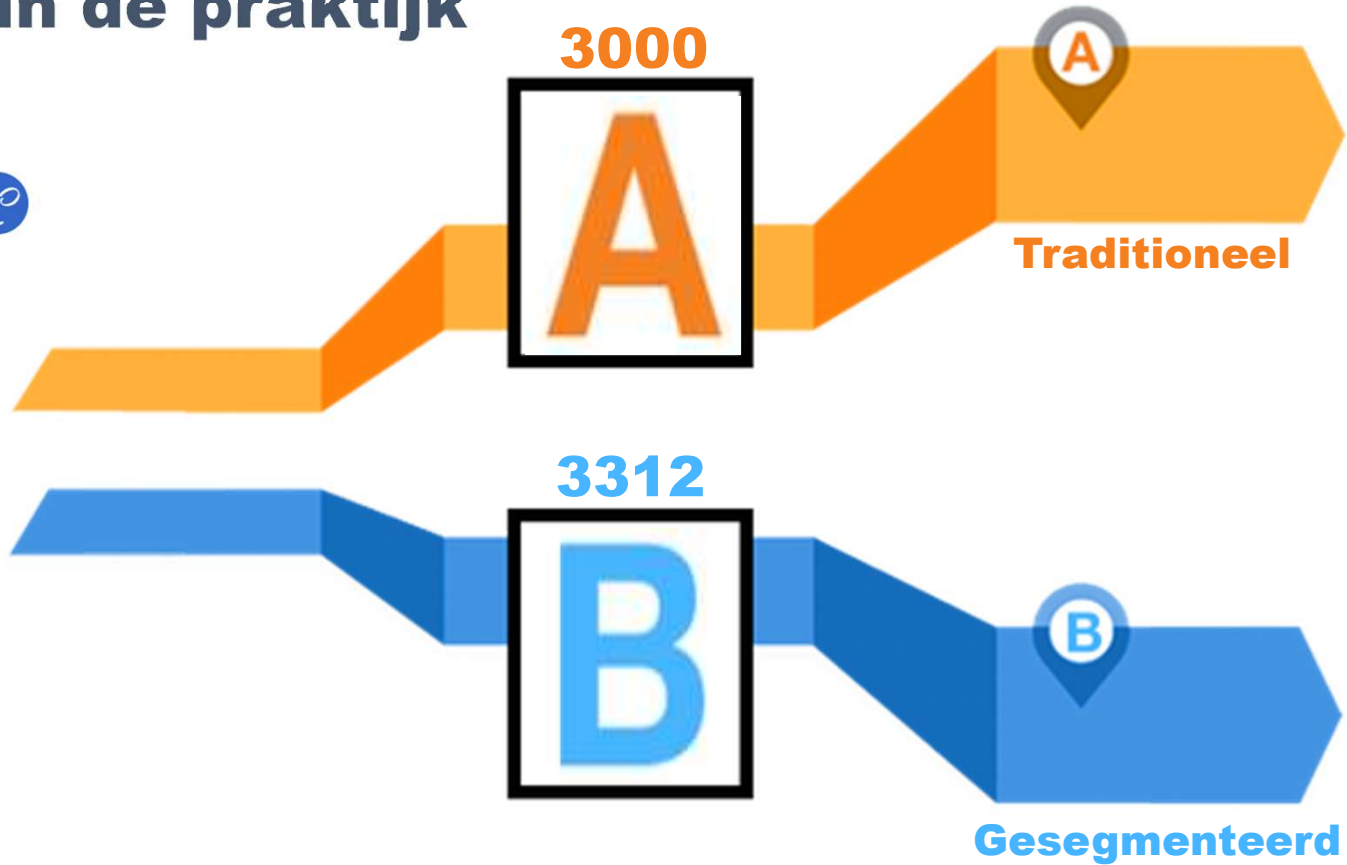 in de praktijk
3000
A
A
Traditioneel
3312
B
B
Gesegmenteerd